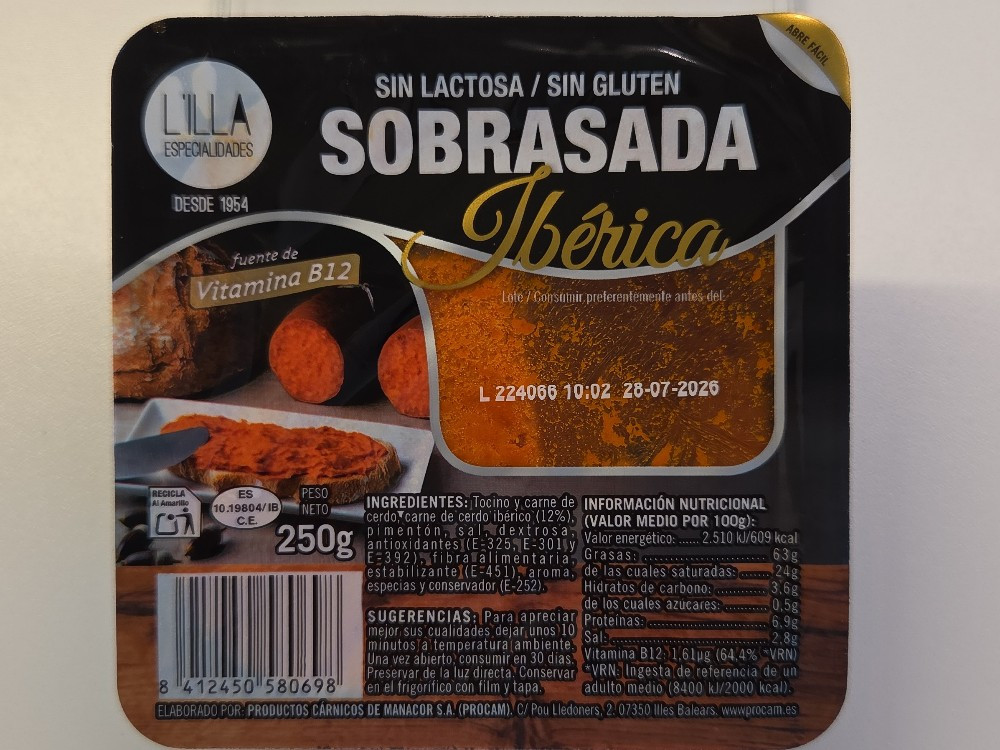 ABRE FÁCIL
L'ILLA
ESPECIALIDADES
DESDE 1954
SIN LACTOSA / SIN GLUTEN
SOBRASADA
Ibérica
fuente de
Vitamina B12
Lote / Consumir preferentemente antes del:
L 224066 10:02 28-07-2026
RECICLA
Al Amarillo
ES
10.19804/IB
C.E.
PESO
NETO
250g
INGREDIENTES: Tocino y carne de
cerdo, carne de cerdo ibérico (12%),
pimentón, sal, dextrosa,
antioxidantes (E-325, E-301 y
E-392), fibra alimentaria,
estabilizante (E-451), aroma,
especias y conservador (E-252).
SUGERENCIAS: Para apreciar
mejor sus cualidades dejar unos 10
minutos a temperatura ambiente.
Una vez abierto, consumir en 30 días.
Preservar de la luz directa. Conservar
en el frigorífico con film y tapa.
INFORMACIÓN NUTRICIONAL
(VALOR MEDIO POR 100g):
Valor energético: ...... 2.510 kJ/609 kcal
Grasas: ........ 63g
de las cuales saturadas: ....... 24g
Hidratos de carbono: ........ 3.6g
de los cuales azúcares: ........ 0.5g
Proteínas: ........ 6.9g
Sal: ........ 2.8g
Vitamina B12: 1,61µg (64,4% *VRN)
*VRN: Ingesta de referencia de un
adulto medio (8400 kJ/2000 kcal).
8 412450 580698
ELABORADO POR: PRODUCTOS CÁRNICOS DE MANACOR S.A. (PROCAM). C/ Pou Lledoners, 2. 07350 Illes Balears. www.procam.es